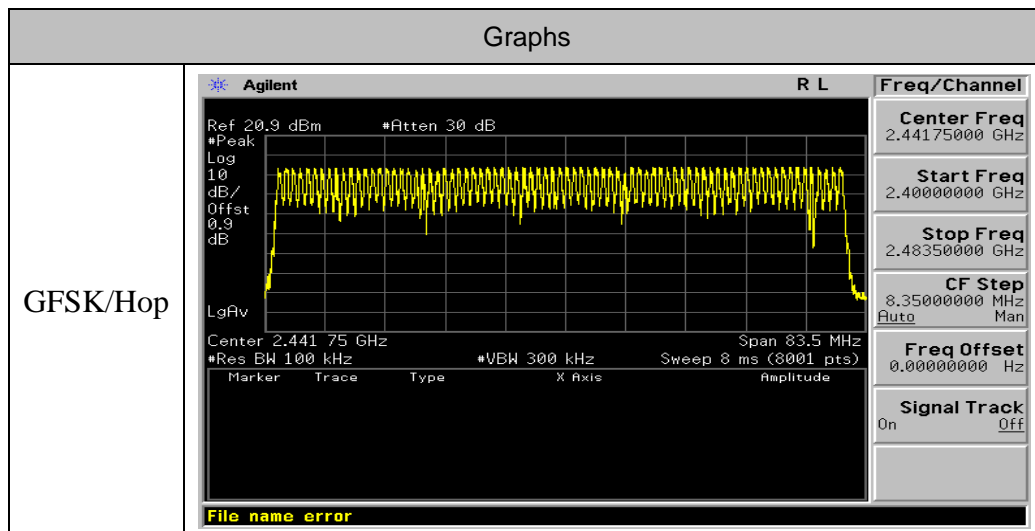 Graphs
GFSK/Hop
Agilent
R L
Ref 20.9 dBm
#Atten 30 dB
#Peak
Log
10
dB/
Offst
0.9
dB
LgAv
Center 2.441 75 GHz
Span 83.5 MHz
#Res BW 100 kHz
#VBW 300 kHz
Sweep 8 ms (8001 pts)
Marker Trace Type X Axis Amplitude
File name error
Freq/Channel
Center Freq
2.44175000 GHz
Start Freq
2.40000000 GHz
Stop Freq
2.48350000 GHz
CF Step
8.35000000 MHz
Auto Man
Freq Offset
0.00000000 Hz
Signal Track
On Off